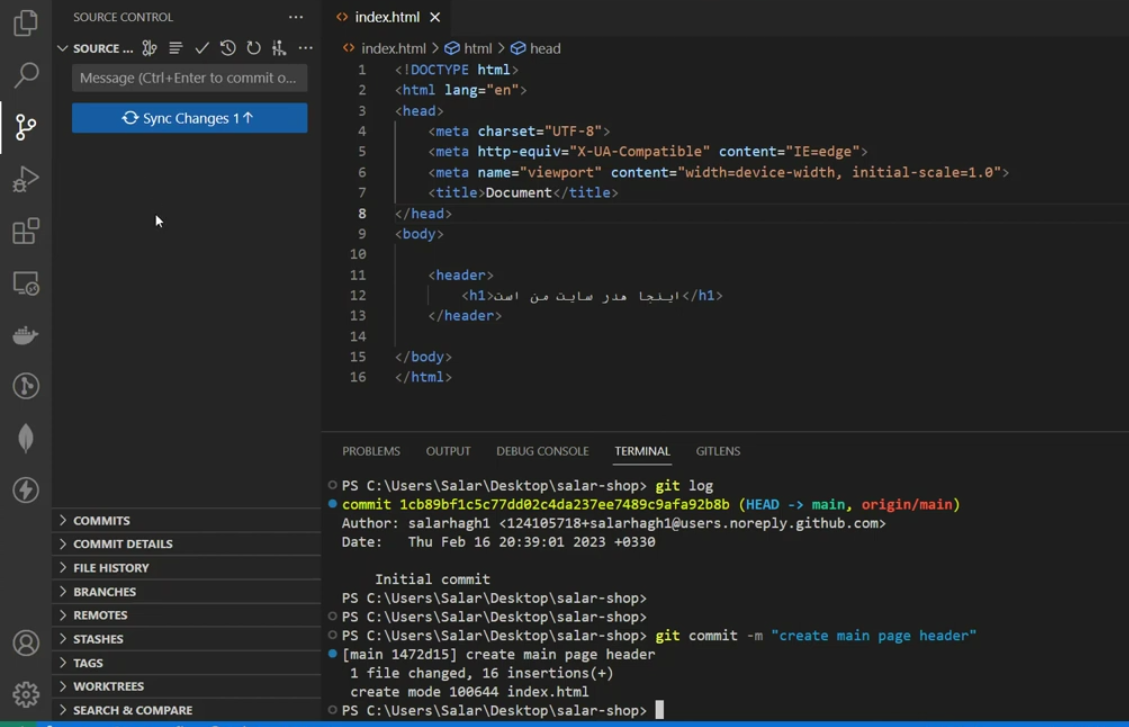 SOURCE CONTROL
SOURCE ...
Message (Ctrl+Enter to commit o...
Sync Changes 1↑
COMMITS
COMMIT DETAILS
FILE HISTORY
BRANCHES
REMOTES
STASHES
TAGS
WORKTREES
SEARCH & COMPARE
index.html
index.html > html > head
1 <!DOCTYPE html>
2 <html lang="en">
3 <head>
4 <meta charset="UTF-8">
5 <meta http-equiv="X-UA-Compatible" content="IE=edge">
6 <meta name="viewport" content="width=device-width, initial-scale=1.0">
7 <title>Document</title>
8 </head>
9 <body>
10
11 <header>
12 <h1>اینجا هدر سایت من است</h1>
13 </header>
14
15 </body>
16 </html>
PROBLEMS OUTPUT DEBUG CONSOLE TERMINAL GITLENS
PS C:\Users\Salar\Desktop\salar-shop> git log
commit 1cb89bf1c5c77dd02c4da237ee7489c9afa92b8b (HEAD -> main, origin/main)
Author: salarhagh1 <124105718+salarhagh1@users.noreply.github.com>
Date: Thu Feb 16 20:39:01 2023 +0330
Initial commit
PS C:\Users\Salar\Desktop\salar-shop>
PS C:\Users\Salar\Desktop\salar-shop>
PS C:\Users\Salar\Desktop\salar-shop> git commit -m "create main page header"
[main 1472d15] create main page header
1 file changed, 16 insertions(+)
create mode 100644 index.html
PS C:\Users\Salar\Desktop\salar-shop>